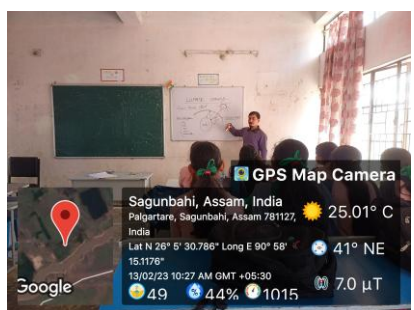 GPS Map Camera
Sagunbahi, Assam, India
Palgartare, Sagunbahi, Assam 781127,
India
Lat N 26° 5' 30.786" Long E 90° 58'
15.1176"
13/02/23 10:27 AM GMT +05:30
25.01° C
41° NE
7.0 µT
49
44%
1015
Google